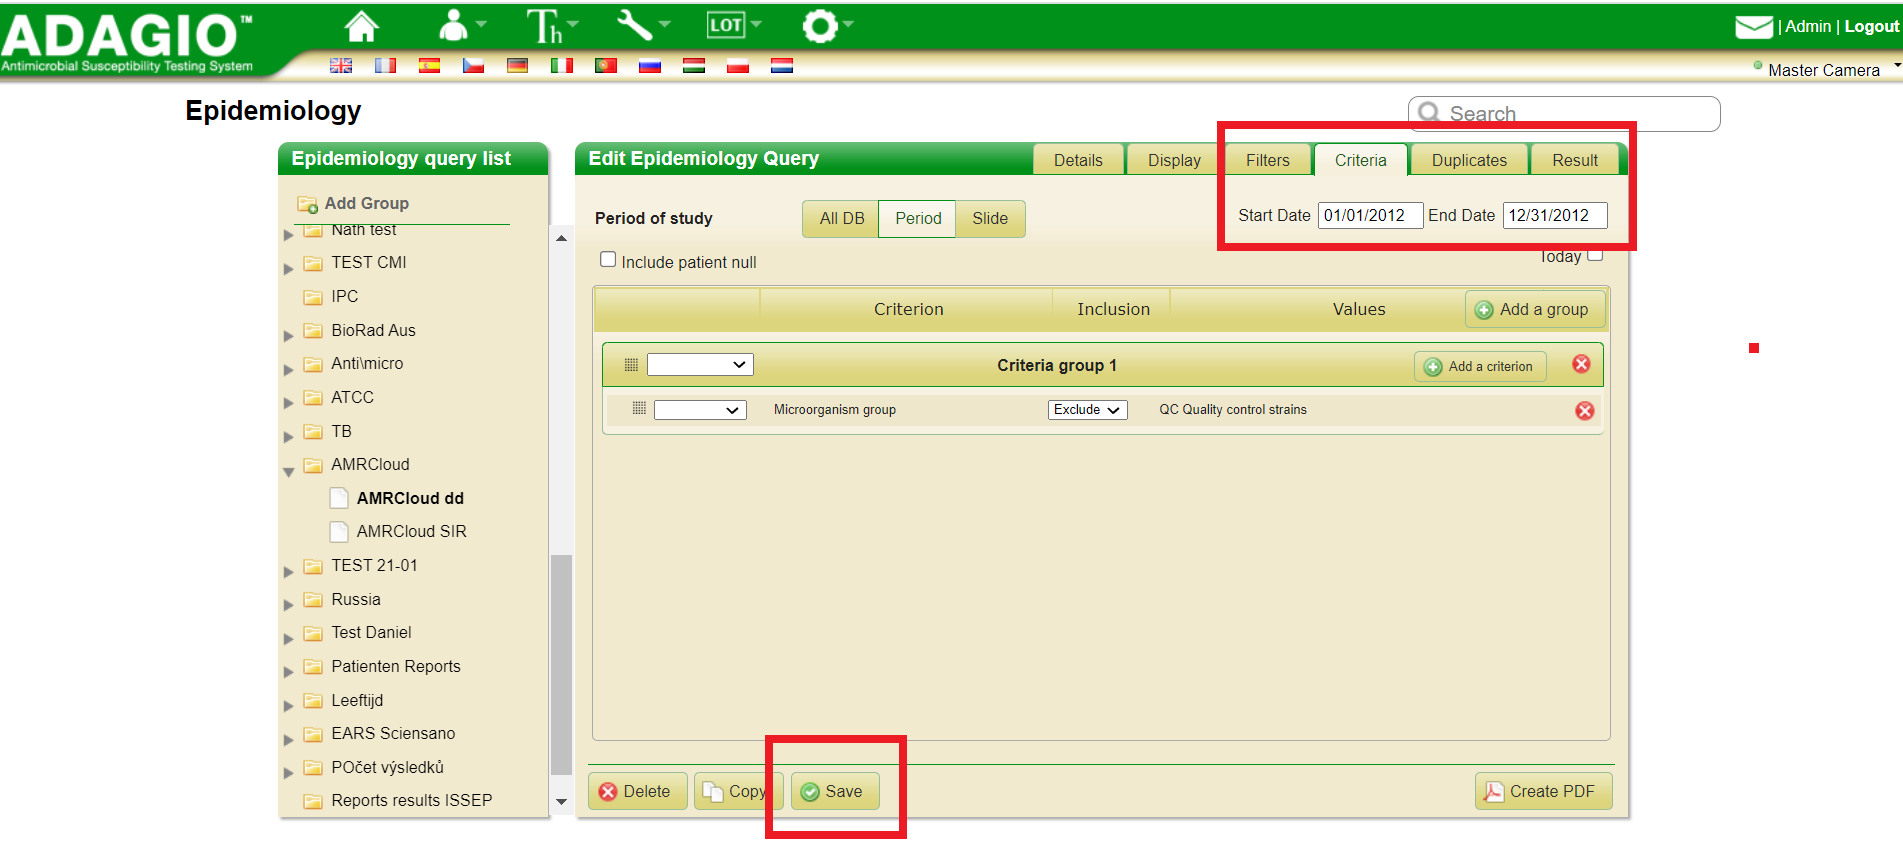 ADAGIO™
Antimicrobial Susceptibility Testing System
Th
LOT
| Admin | Logout
Master Camera
Epidemiology
Search
Epidemiology query list
Add Group
Nath test
TEST CMI
IPC
BioRad Aus
Anti\micro
ATCC
TB
AMRCloud
AMRCloud dd
AMRCloud SIR
TEST 21-01
Russia
Test Daniel
Patienten Reports
Leeftijd
EARS Sciensano
POčet výsledků
Reports results ISSEP
Edit Epidemiology Query
Details
Display
Filters
Criteria
Duplicates
Result
Period of study
All DB
Period
Slide
Start Date 01/01/2012 End Date 12/31/2012
Include patient null
Today
Criterion
Inclusion
Values
Add a group
Criteria group 1
Add a criterion
Microorganism group
Exclude
QC Quality control strains
Delete
Copy
Save
Create PDF